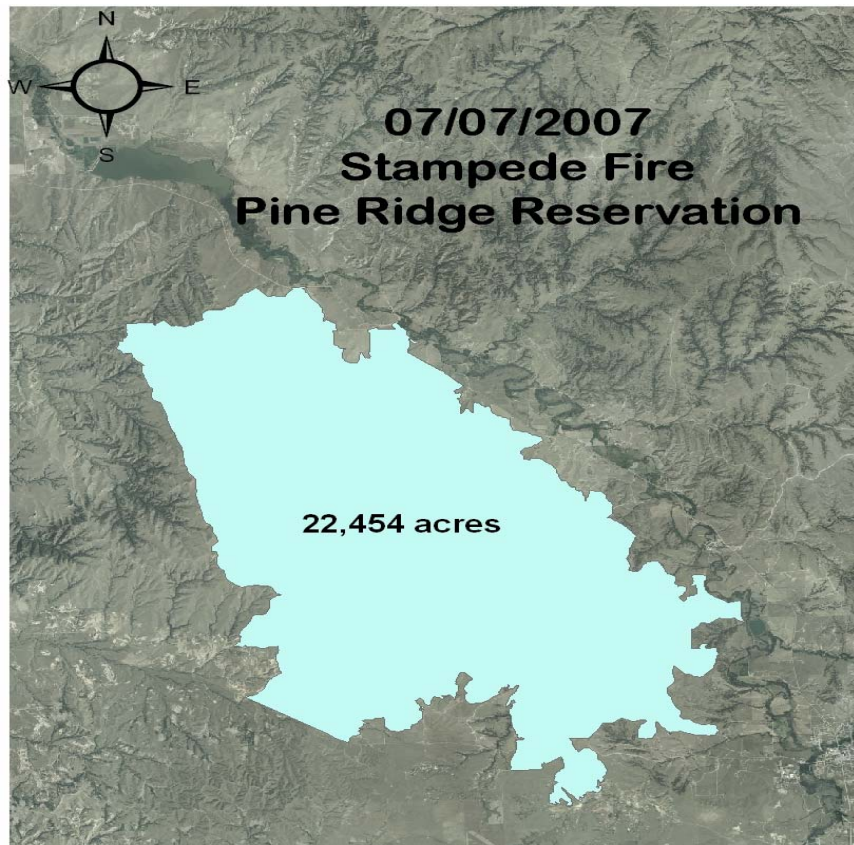 N
W E
S
07/07/2007
Stampede Fire
Pine Ridge Reservation
22,454 acres